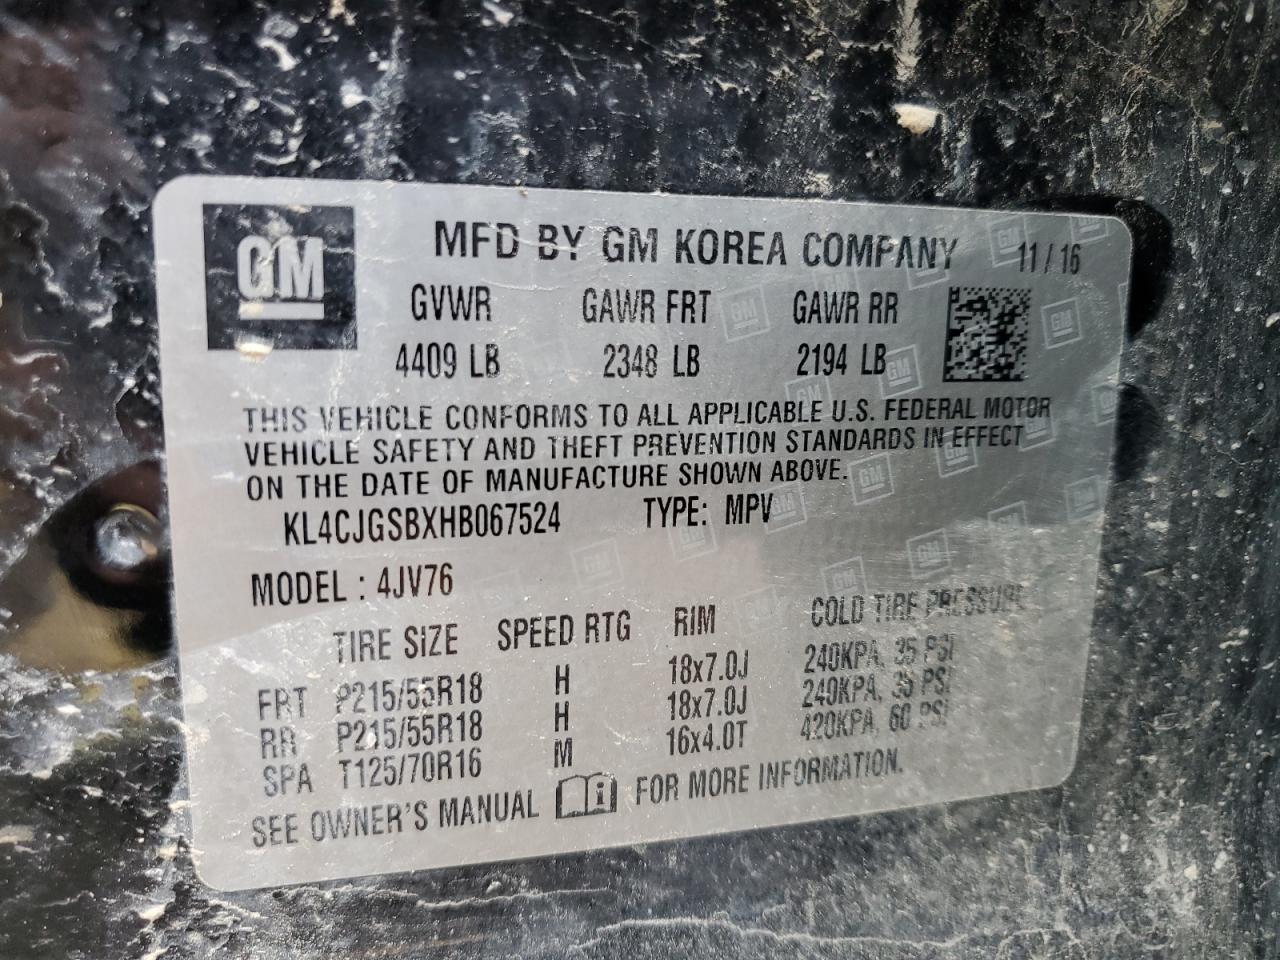 GM
MFD BY GM KOREA COMPANY 11/16
GVWR GAWR FRT GAWR RR
4409 LB 2348 LB 2194 LB
THIS VEHICLE CONFORMS TO ALL APPLICABLE U.S. FEDERAL MOTOR
VEHICLE SAFETY AND THEFT PREVENTION STANDARDS IN EFFECT
ON THE DATE OF MANUFACTURE SHOWN ABOVE.
KL4CJGSBXHB067524 TYPE: MPV
MODEL : 4JV76
TIRE SIZE SPEED RTG RIM COLD TIRE PRESSURE
FRT P215/55R18 H 18x7.0J 240KPA, 35 PSI
RR P215/55R18 H 18x7.0J 240KPA, 35 PSI
SPA T125/70R16 M 16x4.0T 420KPA, 60 PSI
SEE OWNER'S MANUAL i FOR MORE INFORMATION.